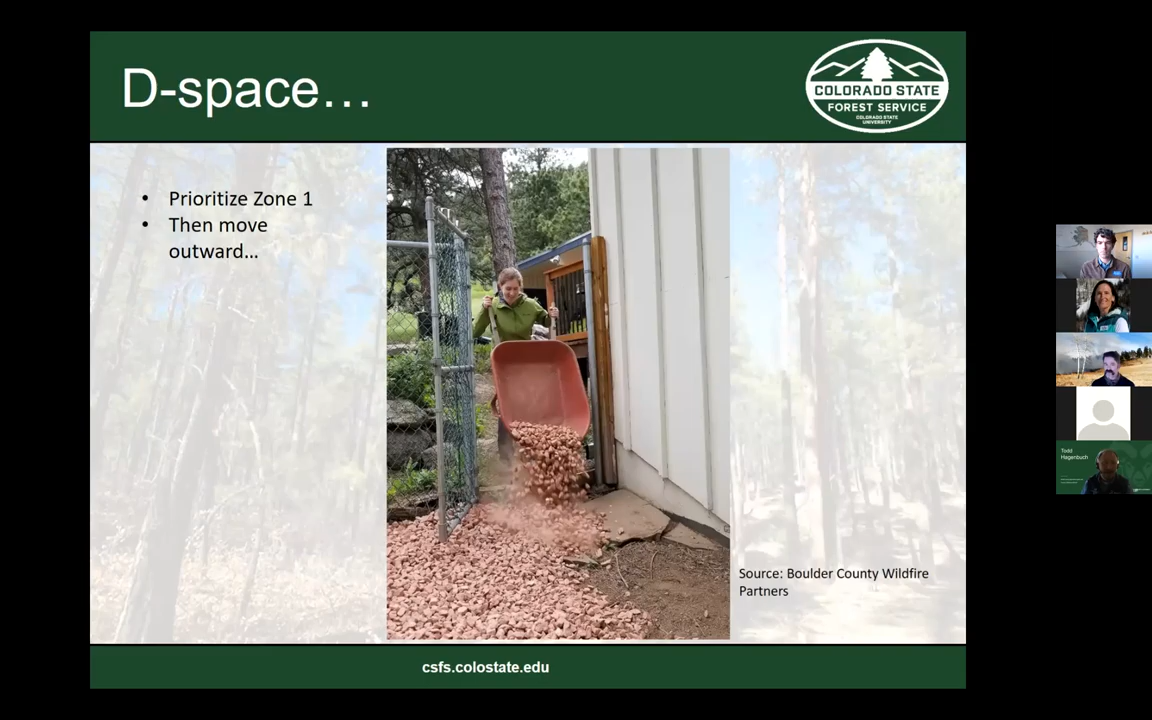 D-space…
COLORADO STATE
FOREST SERVICE
COLORADO STATE
UNIVERSITY
• Prioritize Zone 1
• Then move
outward…
Source: Boulder County Wildfire
Partners
csfs.colostate.edu
Todd
Hagenbuch